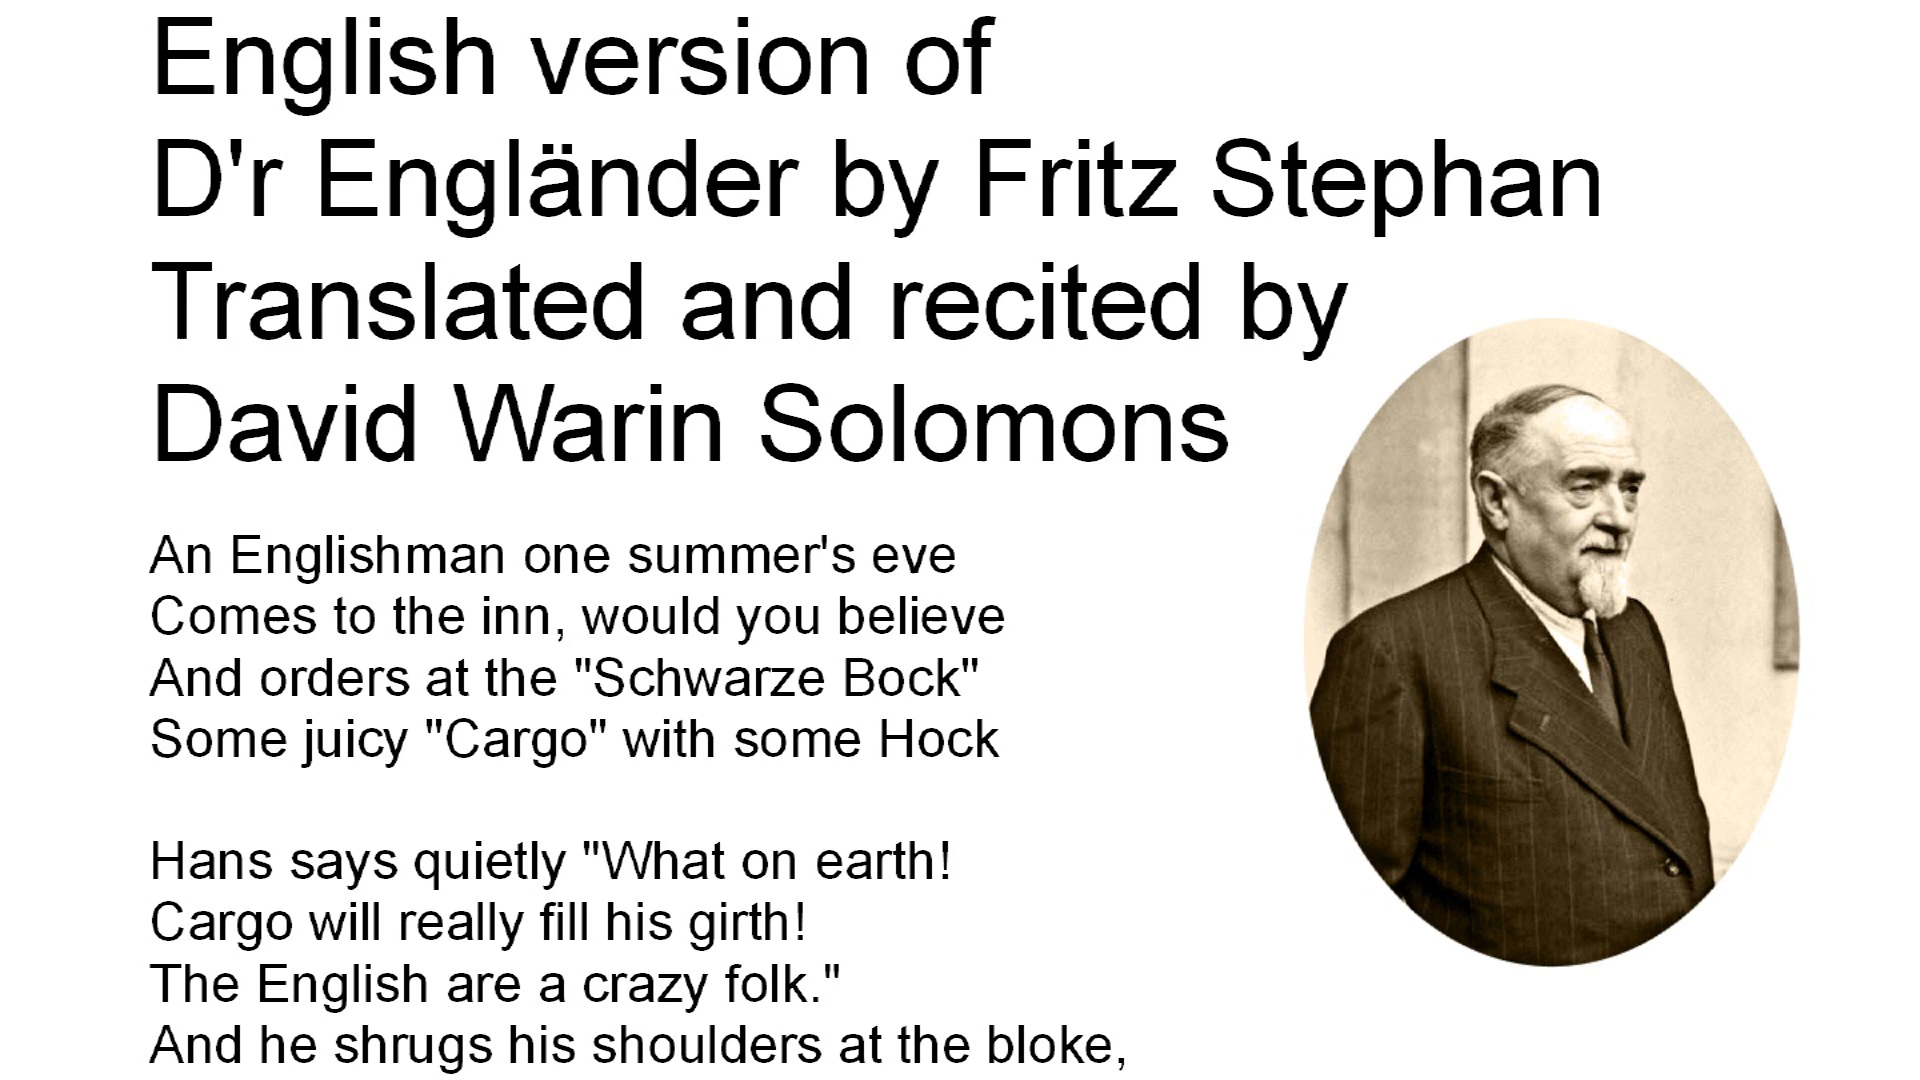 English version of
D'r Engländer by Fritz Stephan
Translated and recited by
David Warin Solomons
An Englishman one summer's eve
Comes to the inn, would you believe
And orders at the "Schwarze Bock"
Some juicy "Cargo" with some Hock
Hans says quietly "What on earth!
Cargo will really fill his girth!
The English are a crazy folk."
And he shrugs his shoulders at the bloke,